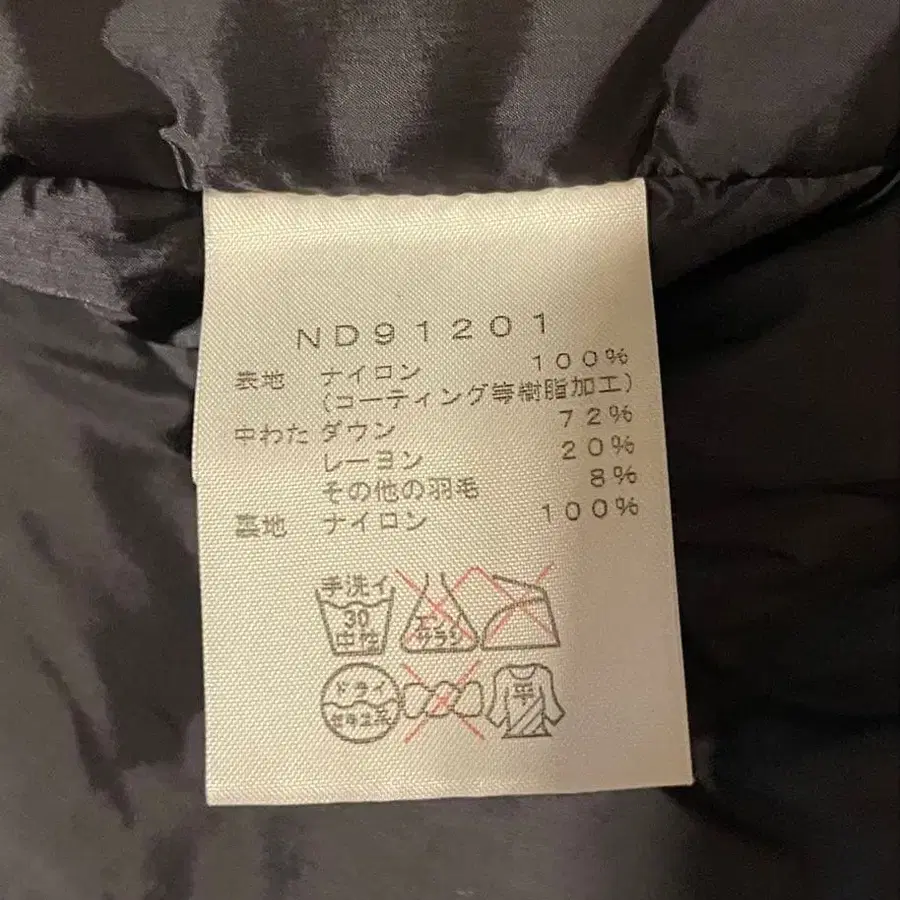 ND91201
表地 ナイロン 100%
(コーティング等樹脂加工)
中わた ダウン 72%
レーヨン 20%
その他の羽毛 8%
裏地 ナイロン 100%
手洗イ
30
中性
エンソ
サラシ
ドライ
セキユ系
平